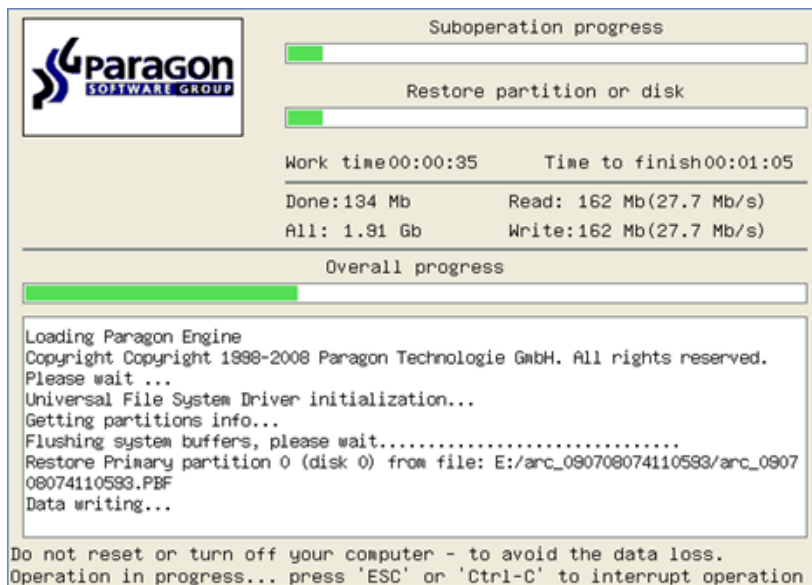 Paragon
SOFTWARE GROUP
Suboperation progress
Restore partition or disk
Work time00:00:35 Time to finish00:01:05
Done:134 Mb Read: 162 Mb(27.7 Mb/s)
All: 1.91 Gb Write:162 Mb(27.7 Mb/s)
Overall progress
Loading Paragon Engine
Copyright Copyright 1998-2008 Paragon Technologie GmbH. All rights reserved.
Please wait ...
Universal File System Driver initialization...
Getting partitions info...
Flushing system buffers, please wait...............................
Restore Primary partition 0 (disk 0) from file: E:/arc_090708074110593/arc_0907
08074110593.PBF
Data writing...
Do not reset or turn off your computer - to avoid the data loss.
Operation in progress... press 'ESC' or 'Ctrl-C' to interrupt operation